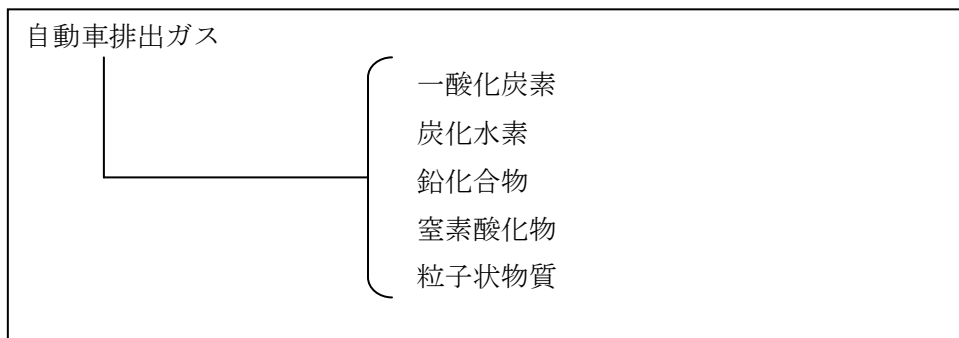 自動車排出ガス
一酸化炭素
炭化水素
鉛化合物
窒素酸化物
粒子状物質